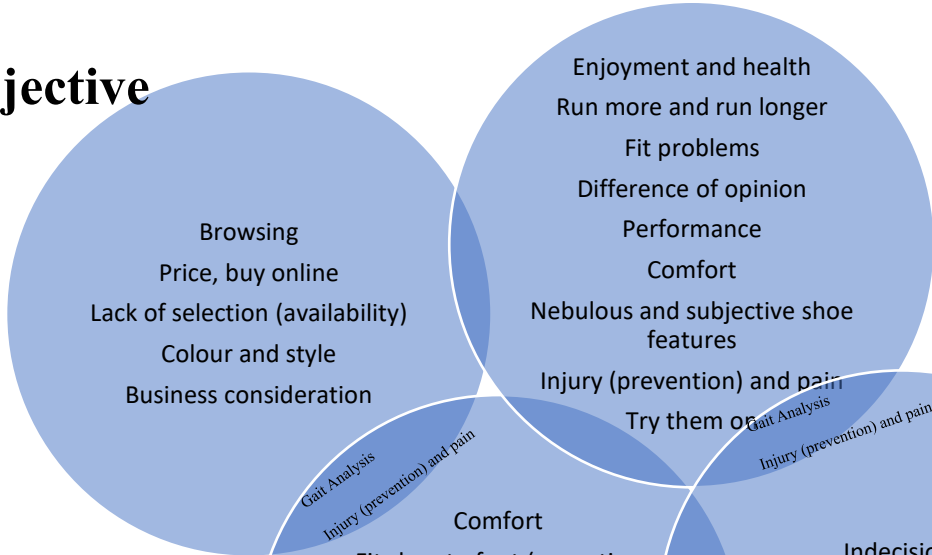 jective
Enjoyment and health
Run more and run longer
Fit problems
Difference of opinion
Performance
Comfort
Nebulous and subjective shoe
features
Injury (prevention) and pain
Try them on
Browsing
Price, buy online
Lack of selection (availability)
Colour and style
Business consideration
Gait Analysis
Injury (prevention) and pain
Gait Analysis
Injury (prevention) and pain
Comfort